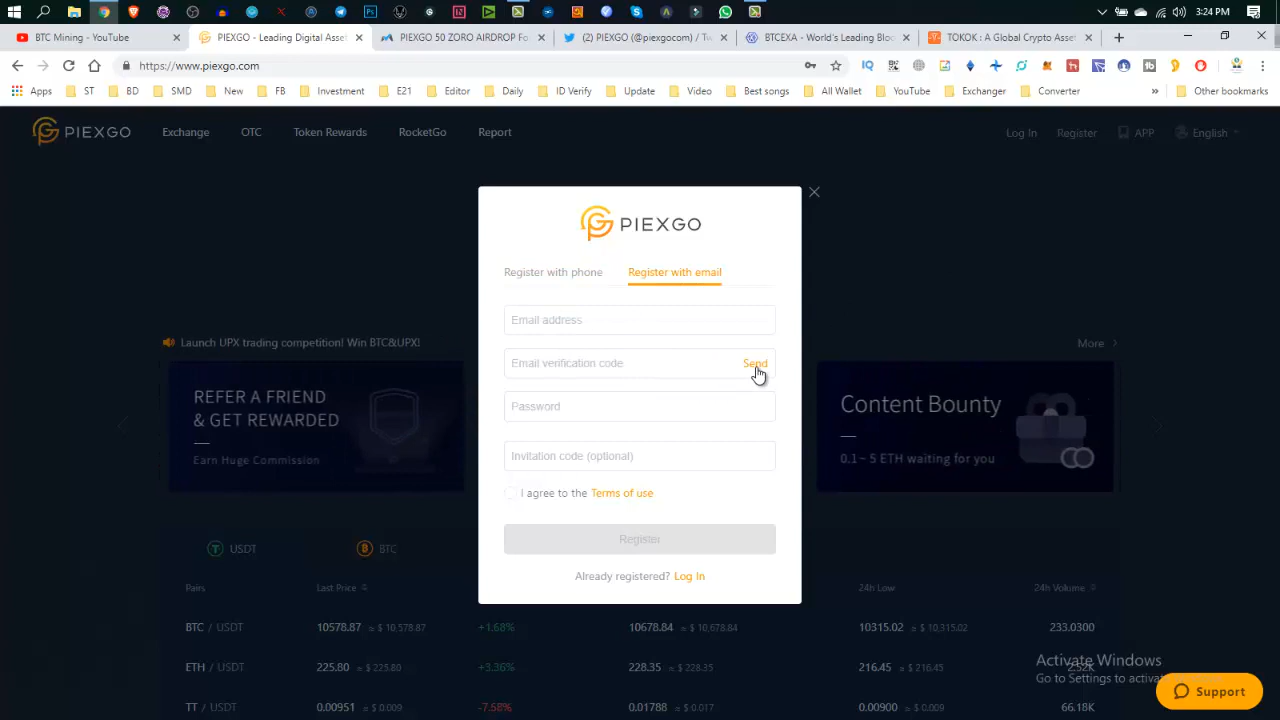 3:24 PM
BTC Mining - YouTube
PIEXGO - Leading Digital Asset
PIEXGO 50 ZORO AIRDROP Fo
(2) PIEXGO (@piexgocom) / Tw
BTCEXA - World's Leading Bloc
TOKOK : A Global Crypto Asset
https://www.piexgo.com
Apps ST BD SMD New FB Investment E21 Editor Daily ID Verify Update Video Best songs All Wallet YouTube Exchanger Converter » Other bookmarks
PIEXGO Exchange OTC Token Rewards RocketGo Report Log In Register APP English
PIEXGO
Register with phone Register with email
Email address
Email verification code Send
Password
Invitation code (optional)
I agree to the Terms of use
Register
Already registered? Log In
Launch UPX trading competition! Win BTC&UPX! More
REFER A FRIEND
& GET REWARDED
Earn Huge Commission
Content Bounty
0.1 – 5 ETH waiting for you
USDT BTC
Pairs Last Price 24h Low 24h Volume
BTC / USDT 10578.87 ≈ $ 10,578.87 +1.68% 10678.84 ≈ $ 10,678.84 10315.02 ≈ $ 10,315.02 233.0300
ETH / USDT 225.80 ≈ $ 225.80 +3.36% 228.35 ≈ $ 228.35 216.45 ≈ $ 216.45 2.52K
TT / USDT 0.00951 ≈ $ 0.009 -7.58% 0.01788 ≈ $ 0.017 0.00900 ≈ $ 0.009 66.18K
Activate Windows
Go to Settings to activat
Support